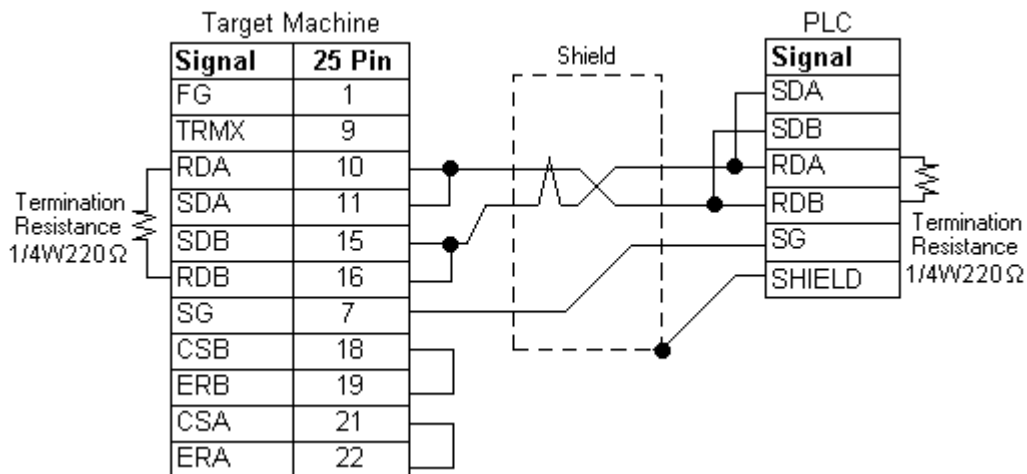 Target Machine
Signal 25 Pin
FG 1
TRMX 9
RDA 10
SDA 11
SDB 15
RDB 16
SG 7
CSB 18
ERB 19
CSA 21
ERA 22
Termination
Resistance
1/4W220Ω
Shield
PLC
Signal
SDA
SDB
RDA
RDB
SG
SHIELD
Termination
Resistance
1/4W220Ω